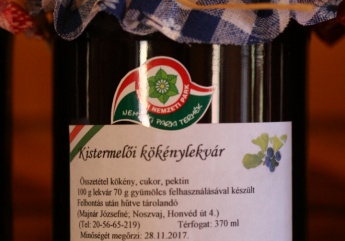 NEMZETI PARK
NEMZETI PARKI TERMÉK
Kistermelői kökénylekvár
Összetétel kökény, cukor, pektin
100 g lekvár 70 g gyümölcs felhasználásával készült
Felbontás után hűtve tárolandó
(Majnár Józsefné; Noszvaj, Honvéd út 4.)
(Tel: 20-56-65-219) Térfogat: 370 ml
Minőségét megőrzi: 28.11.2017.